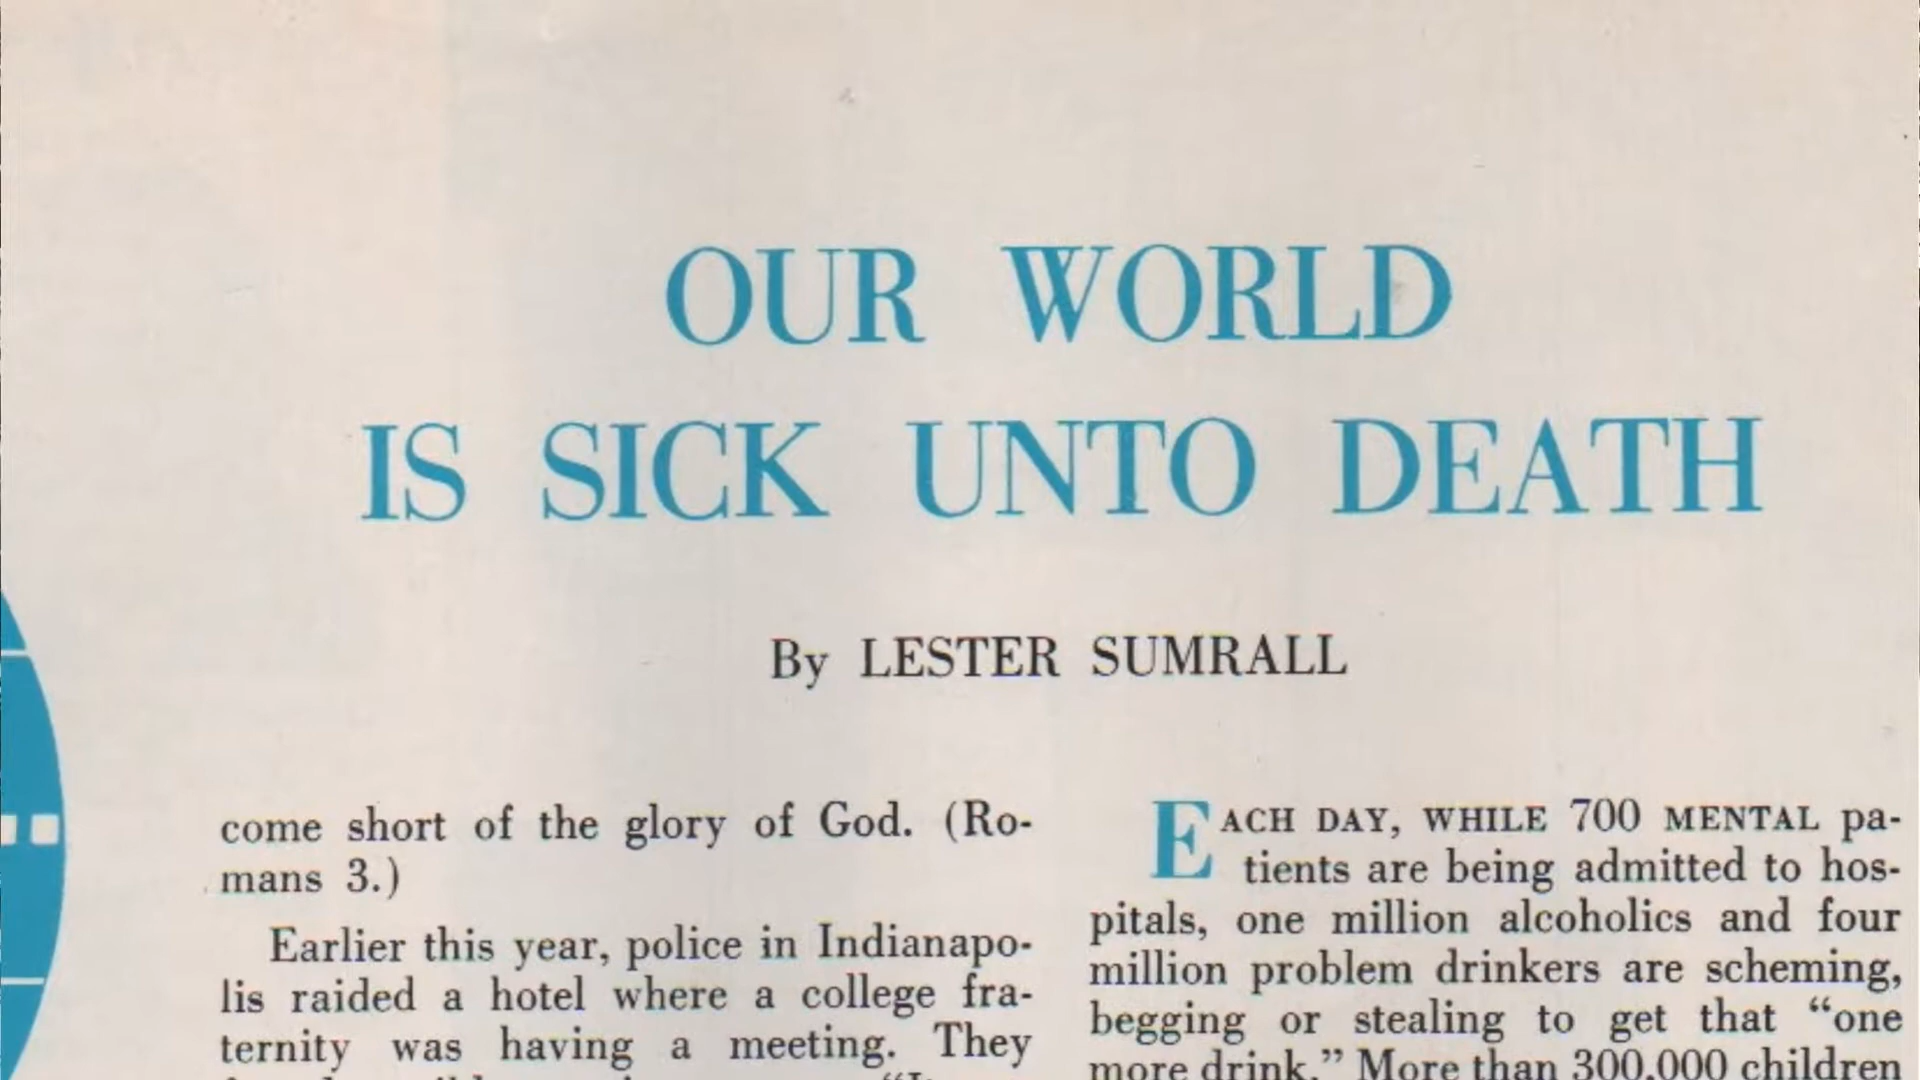 OUR WORLD
IS SICK UNTO DEATH
By LESTER SUMRALL
come short of the glory of God. (Ro-
mans 3.)
Earlier this year, police in Indianapo-
lis raided a hotel where a college fra-
ternity was having a meeting. They
EACH DAY, WHILE 700 MENTAL pa-
tients are being admitted to hos-
pitals, one million alcoholics and four
million problem drinkers are scheming,
begging or stealing to get that “one
more drink.” More than 300,000 children